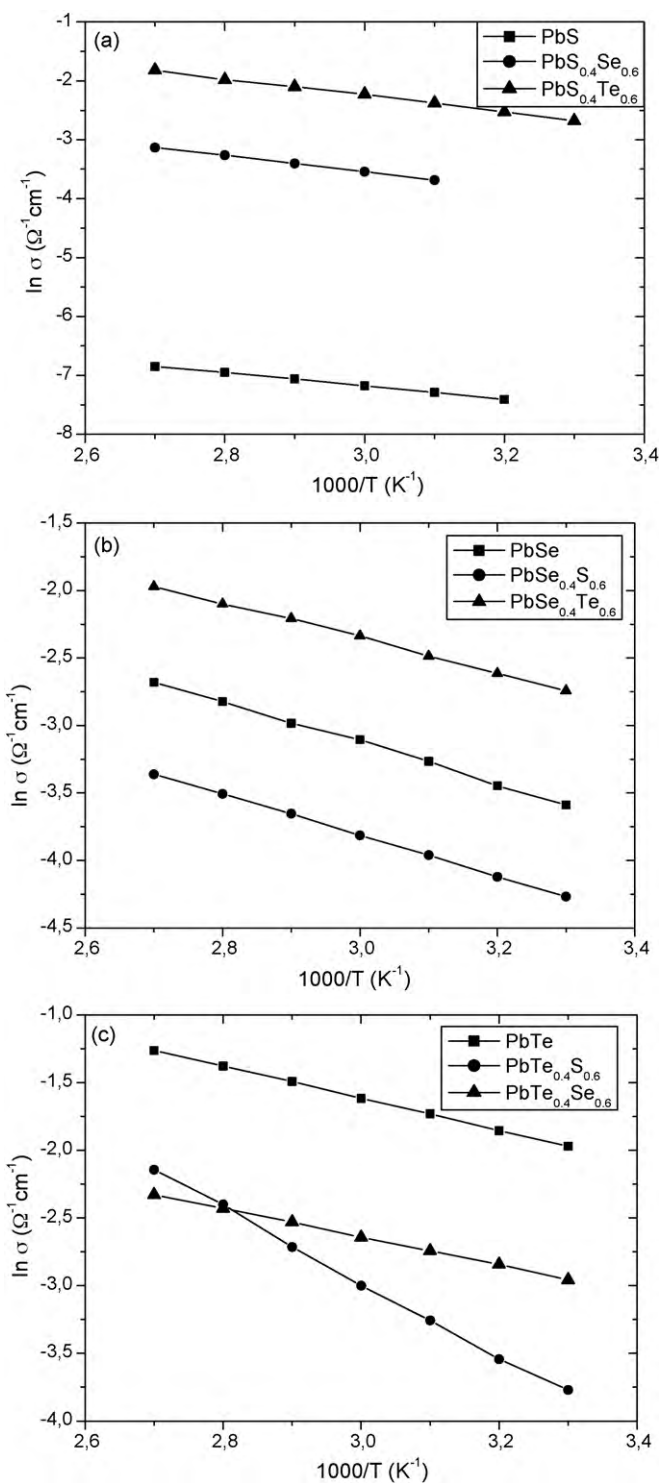 (a)
PbS
PbS0.4Se0.6
PbS0.4Te0.6
ln σ (Ω-1cm-1)
-1
-2
-3
-4
-5
-6
-7
-8
2,6 2,8 3,0 3,2 3,4
1000/T (K-1)
(b)
PbSe
PbSe0.4S0.6
PbSe0.4Te0.6
ln σ (Ω-1cm-1)
-1,5
-2,0
-2,5
-3,0
-3,5
-4,0
-4,5
2,6 2,8 3,0 3,2 3,4
1000/T (K-1)
(c)
PbTe
PbTe0.4S0.6
PbTe0.4Se0.6
ln σ (Ω-1cm-1)
-1,0
-1,5
-2,0
-2,5
-3,0
-3,5
-4,0
2,6 2,8 3,0 3,2 3,4
1000/T (K-1)